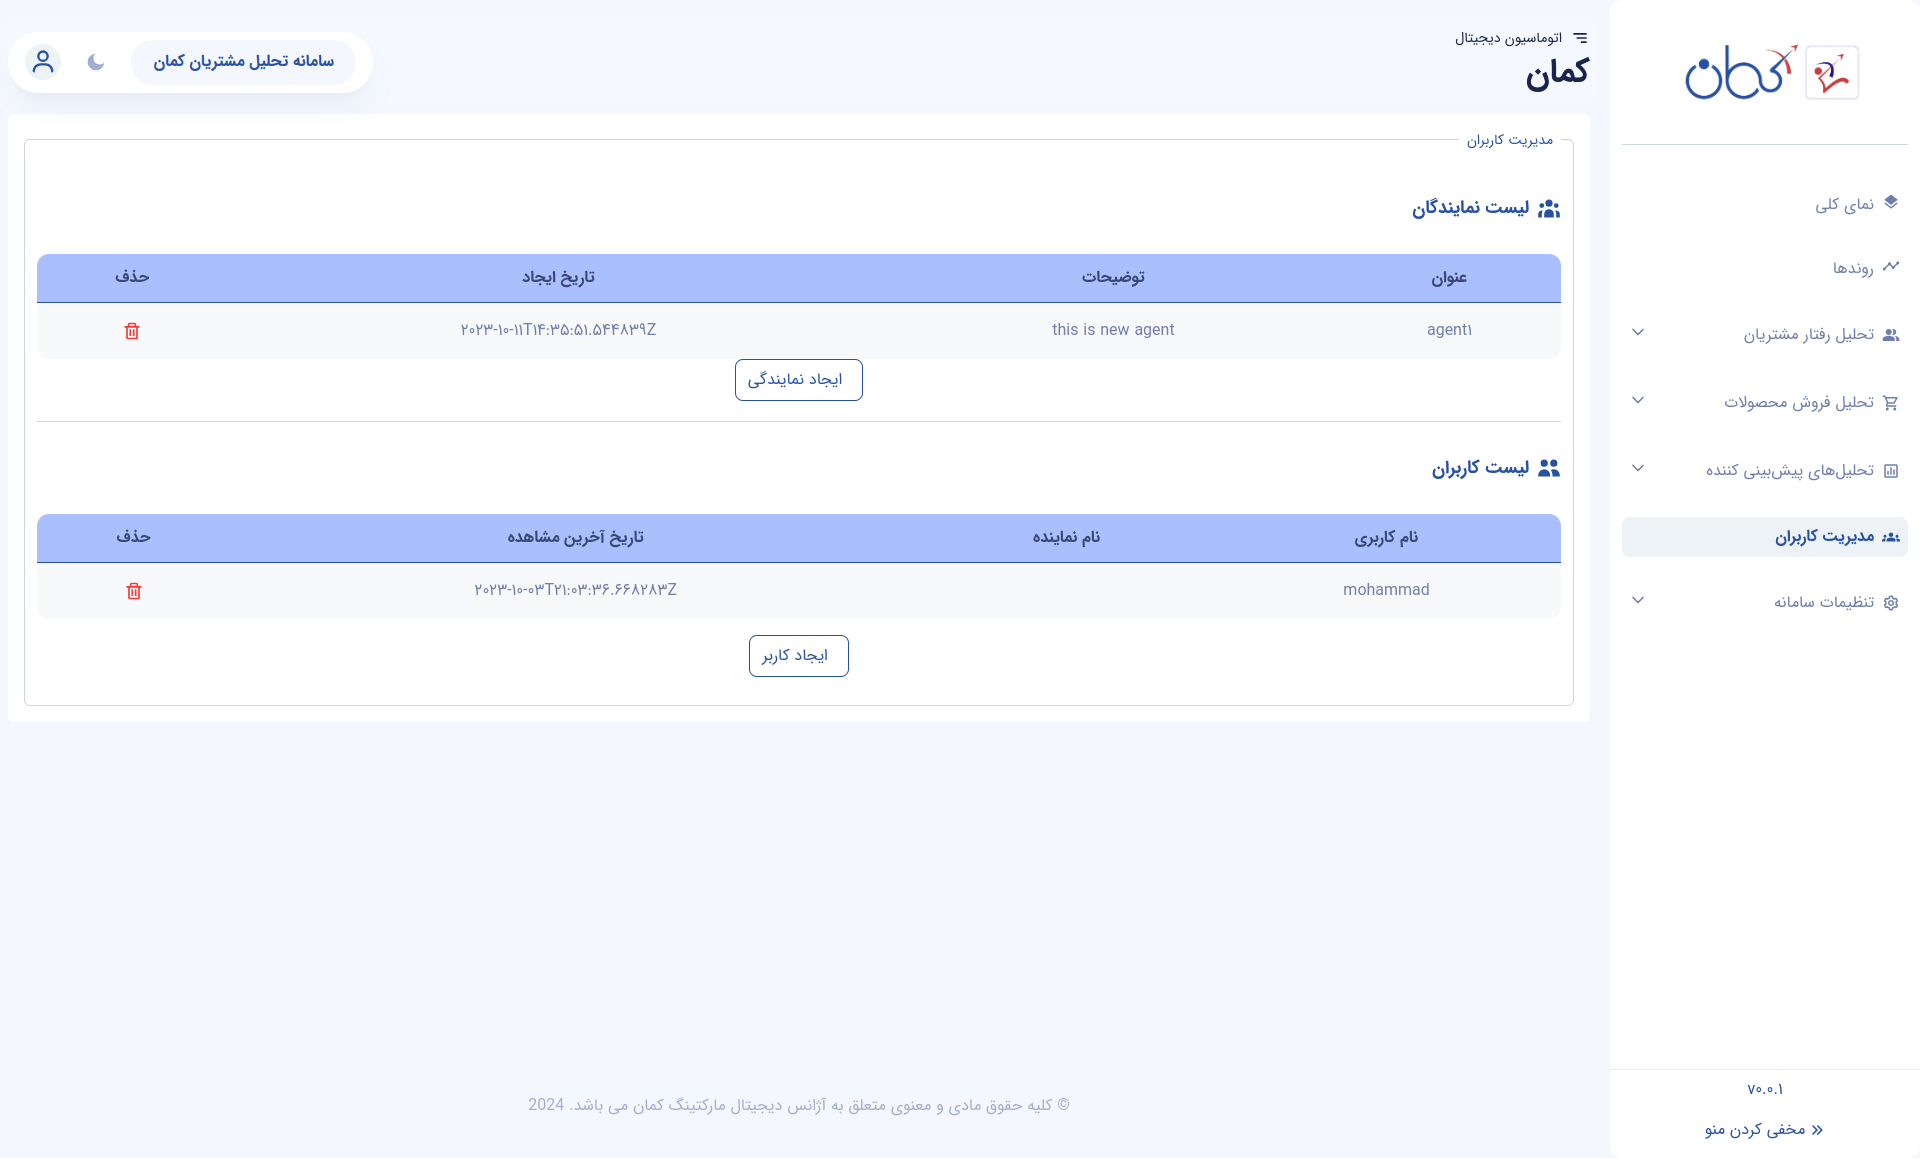 کمان
نمای کلی
روندها
تحلیل رفتار مشتریان
تحلیل فروش محصولات
تحلیل‌های پیش‌بینی کننده
مدیریت کاربران
تنظیمات سامانه
v۰.۰.۱
مخفی کردن منو
اتوماسیون دیجیتال
کمان
سامانه تحلیل مشتریان کمان
مدیریت کاربران
لیست نمایندگان
عنوان توضیحات تاریخ ایجاد حذف
agent۱ this is new agent ۲۰۲۳-۱۰-۱۱T۱۴:۳۵:۵۱.۵۴۴۸۳۹Z
ایجاد نمایندگی
لیست کاربران
نام کاربری نام نماینده تاریخ آخرین مشاهده حذف
mohammad ۲۰۲۳-۱۰-۰۳T۲۱:۰۳:۳۶.۶۶۸۲۸۳Z
ایجاد کاربر
© کلیه حقوق مادی و معنوی متعلق به آژانس دیجیتال مارکتینگ کمان می باشد. 2024